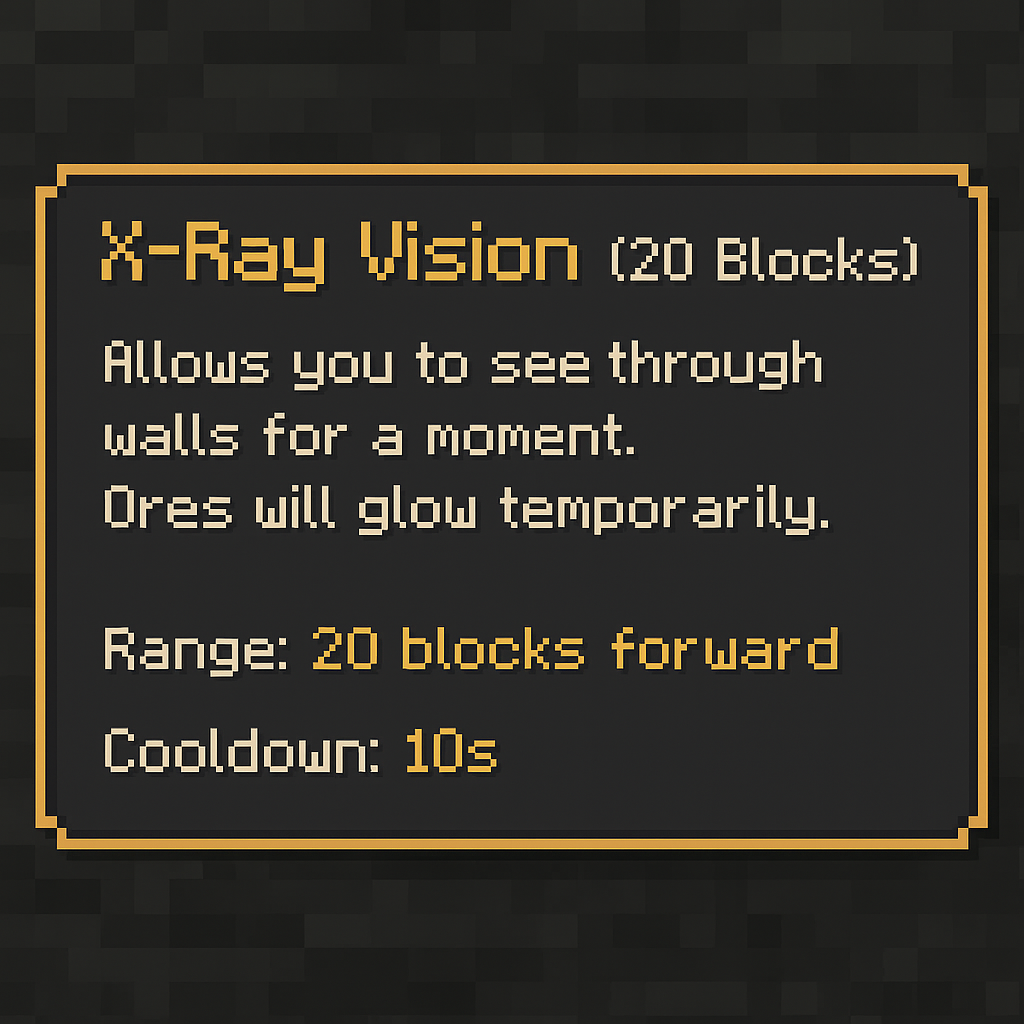 X-Ray Vision (20 Blocks)
Allows you to see through
walls for a moment.
Ores will glow temporarily.
Range: 20 blocks forward
Cooldown: 10s